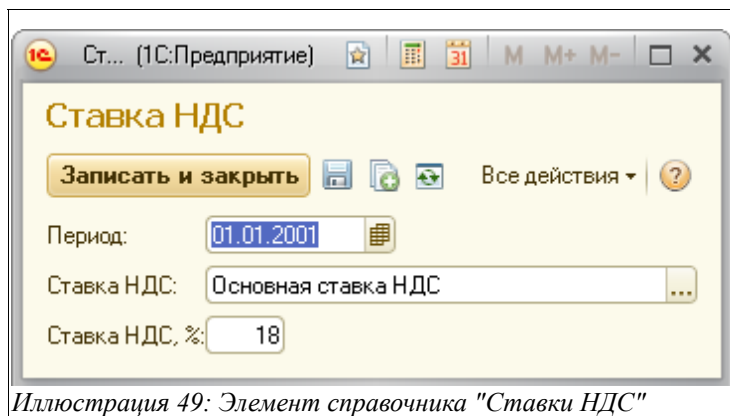 1С Ст... (1С:Предприятие) 31 M M+ M-
Ставка НДС
Записать и закрыть Все действия ?
Период: 01.01.2001
Ставка НДС: Основная ставка НДС ...
Ставка НДС, %: 18
Иллюстрация 49: Элемент справочника "Ставки НДС"